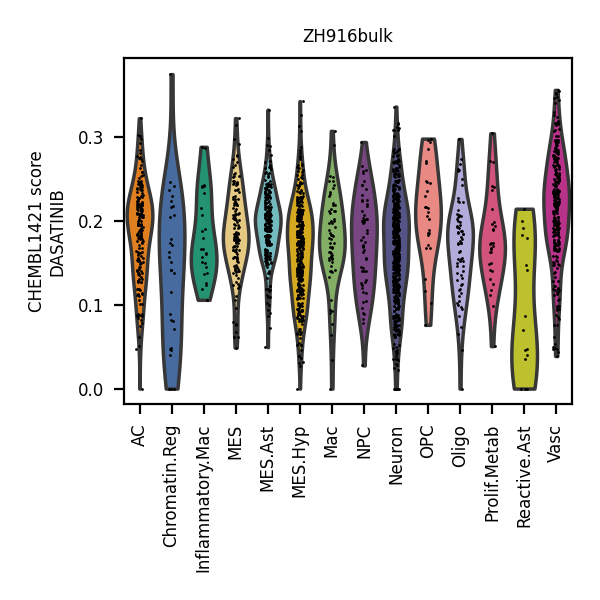 ZH916bulk
CHEMBL1421 score
DASATINIB
0.3
0.2
0.1
0.0
AC
Chromatin.Reg
Inflammatory.Mac
MES
MES.Ast
MES.Hyp
Mac
NPC
Neuron
OPC
Oligo
Prolif.Metab
Reactive.Ast
Vasc